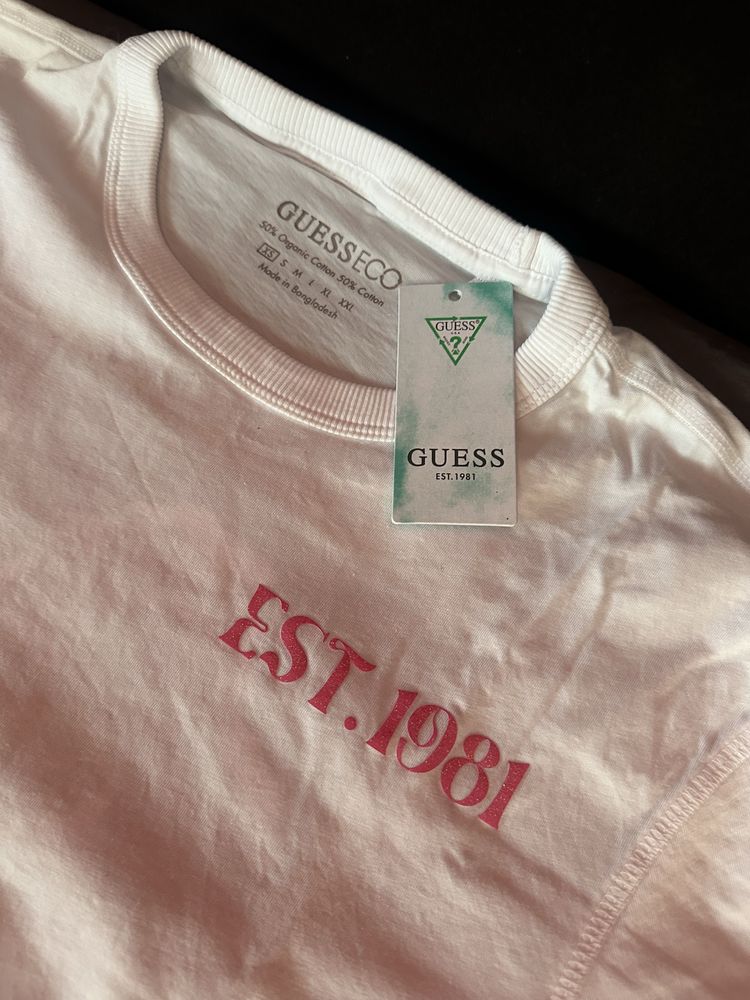 GUESSECO
50% Organic Cotton 50% Cotton
XS S M L XL XXL
Made in Bangladesh
GUESS®
U.S.A.
?
GUESS
EST.1981
EST.1981